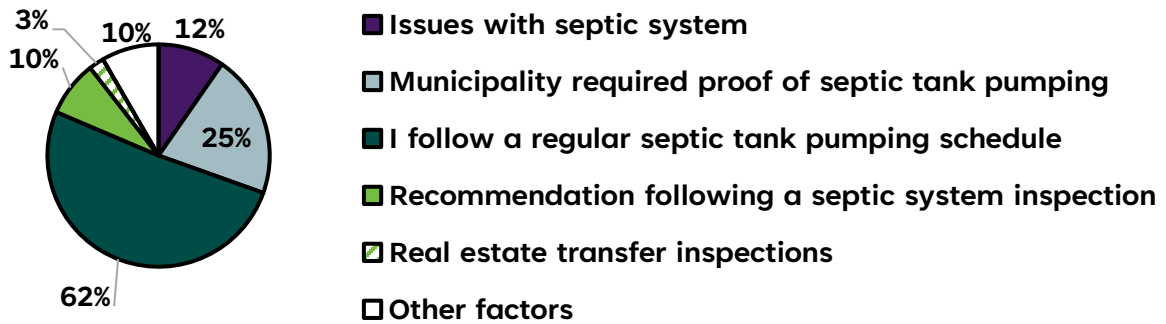 3%
10%
12%
10%
25%
62%
Issues with septic system
Municipality required proof of septic tank pumping
I follow a regular septic tank pumping schedule
Recommendation following a septic system inspection
Real estate transfer inspections
Other factors